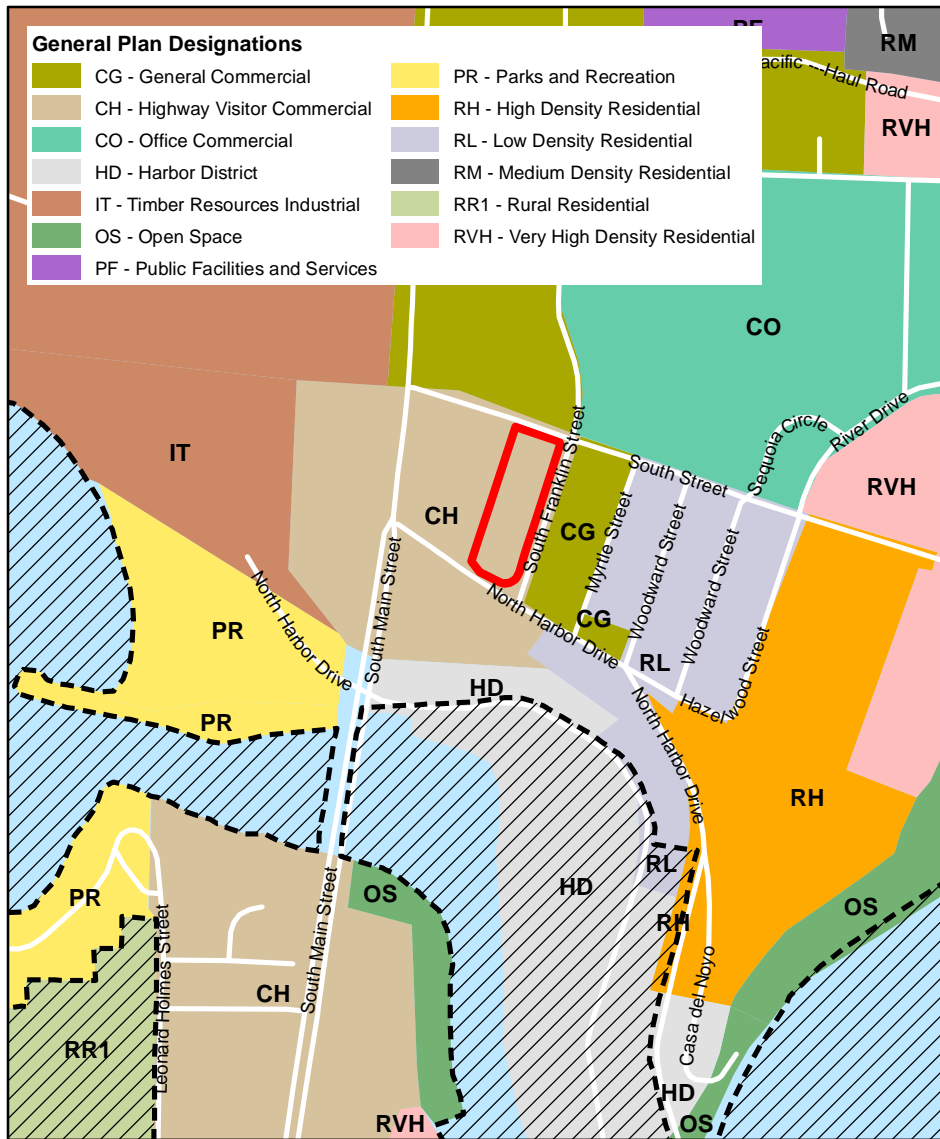 General Plan Designations
CG - General Commercial
CH - Highway Visitor Commercial
CO - Office Commercial
HD - Harbor District
IT - Timber Resources Industrial
OS - Open Space
PF - Public Facilities and Services
PR - Parks and Recreation
RH - High Density Residential
RL - Low Density Residential
RM - Medium Density Residential
RR1 - Rural Residential
RVH - Very High Density Residential
RM
---Haul Road
RVH
CO
Sequoia Circle
River Drive
South Street
IT
CH
South Franklin Street
CG
Myrtle Street
Woodward Street
Woodward Street
RVH
South Main Street
North Harbor Drive
North Harbor Drive
CG
RL
Hazelwood Street
PR
HD
PR
North Harbor Drive
RH
HD
RL
PR
OS
RH
OS
Leonard Holmes Street
CH
South Main Street
Casa del Noyo
RR1
HD
RVH
OS